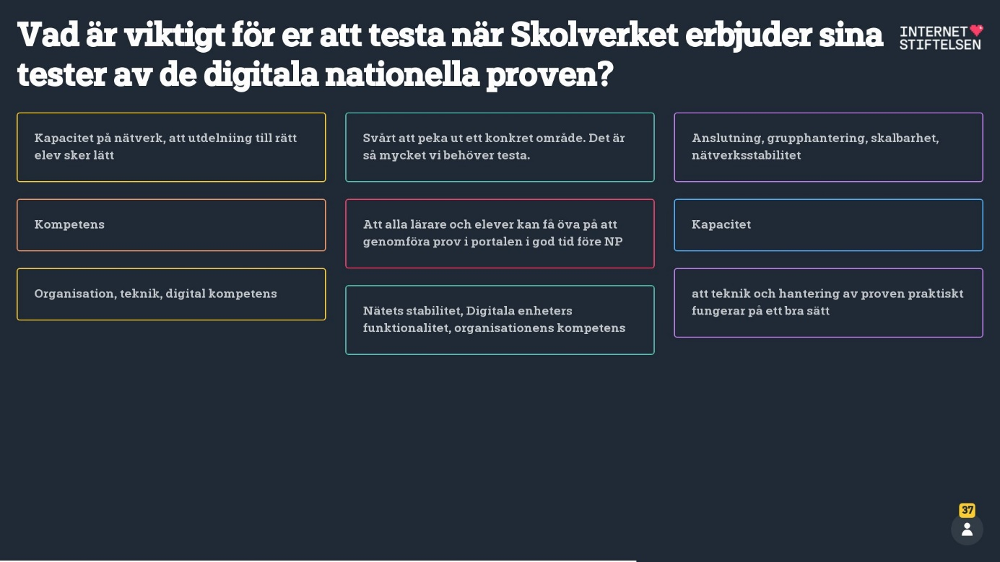 Vad är viktigt för er att testa när Skolverket erbjuder sina
tester av de digitala nationella proven?
INTERNET
STIFTELSEN
Kapacitet på nätverk, att utdelniing till rätt
elev sker lätt
Svårt att peka ut ett konkret område. Det är
så mycket vi behöver testa.
Anslutning, grupphantering, skalbarhet,
nätverksstabilitet
Kompetens
Att alla lärare och elever kan få öva på att
genomföra prov i portalen i god tid före NP
Kapacitet
Organisation, teknik, digital kompetens
Nätets stabilitet, Digitala enheters
funktionalitet, organisationens kompetens
att teknik och hantering av proven praktiskt
fungerar på ett bra sätt
37